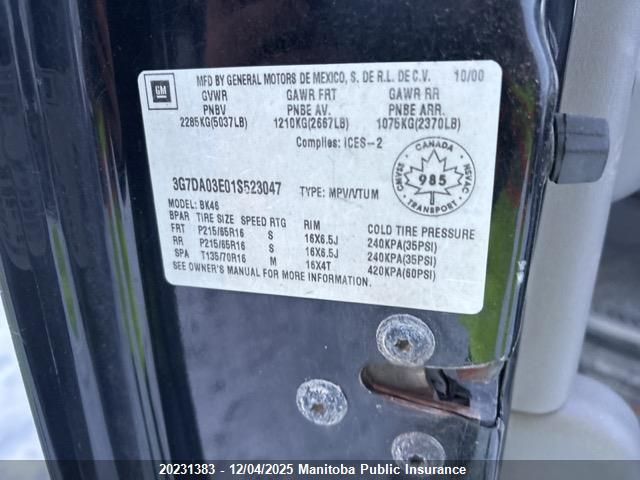 GM
MFD BY GENERAL MOTORS DE MEXICO, S. DE R.L. DE C.V. 10/00
GVWR GAWR FRT GAWR RR
PNBV PNBE AV. PNBE ARR.
2285KG(5037LB) 1210KG(2667LB) 1075KG(2370LB)
Complies: ICES-2
3G7DA03E01S523047 TYPE: MPV/VTUM
CANADA
985
TRANSPORT
MODEL: BK46
BPAR TIRE SIZE SPEED RTG RIM COLD TIRE PRESSURE
FRT P215/65R16 S 16X6.5J 240KPA(35PSI)
RR P215/65R16 S 16X6.5J 240KPA(35PSI)
SPA T135/70R16 M 16X4T 420KPA(60PSI)
SEE OWNER'S MANUAL FOR MORE INFORMATION.
20231383 - 12/04/2025 Manitoba Public Insurance